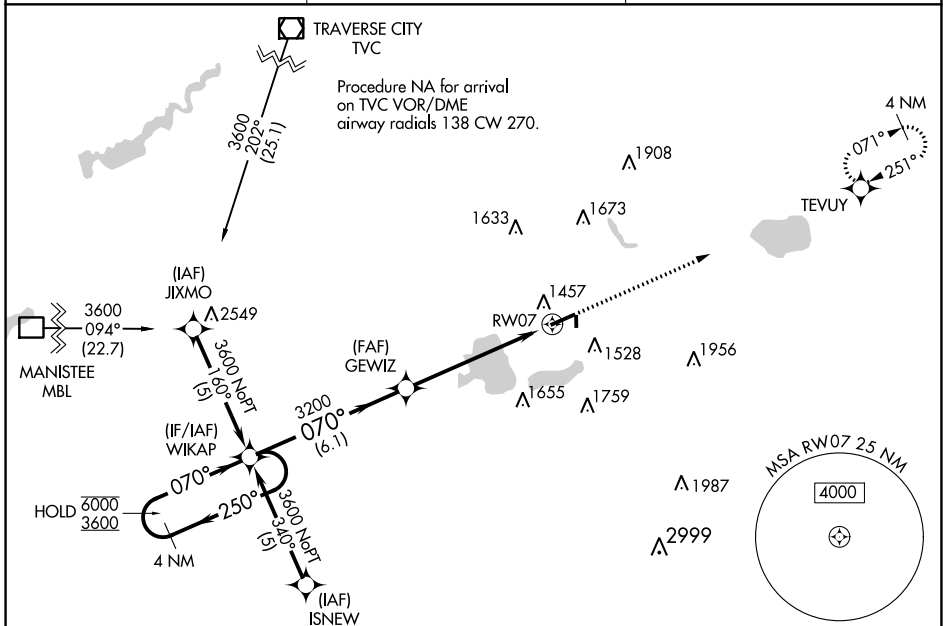 TRAVERSE CITY
TVC
Procedure NA for arrival
on TVC VOR/DME
airway radials 138 CW 270.
3600
202°
(25.1)
4 NM
071°
251°
TEVUY
1908
1633
1673
(IAF)
JIXMO
2549
3600
094°
(22.7)
MANISTEE
MBL
1457
RW07
1528
1956
(FAF)
GEWIZ
3600 NoPT
160°
(5)
1655
1759
3200
070°
(6.1)
(IF/IAF)
WIKAP
070°
250°
HOLD
6000
3600
4 NM
3600 NoPT
340°
(5)
(IAF)
ISNEW
1987
2999
MSA RW07 25 NM
4000